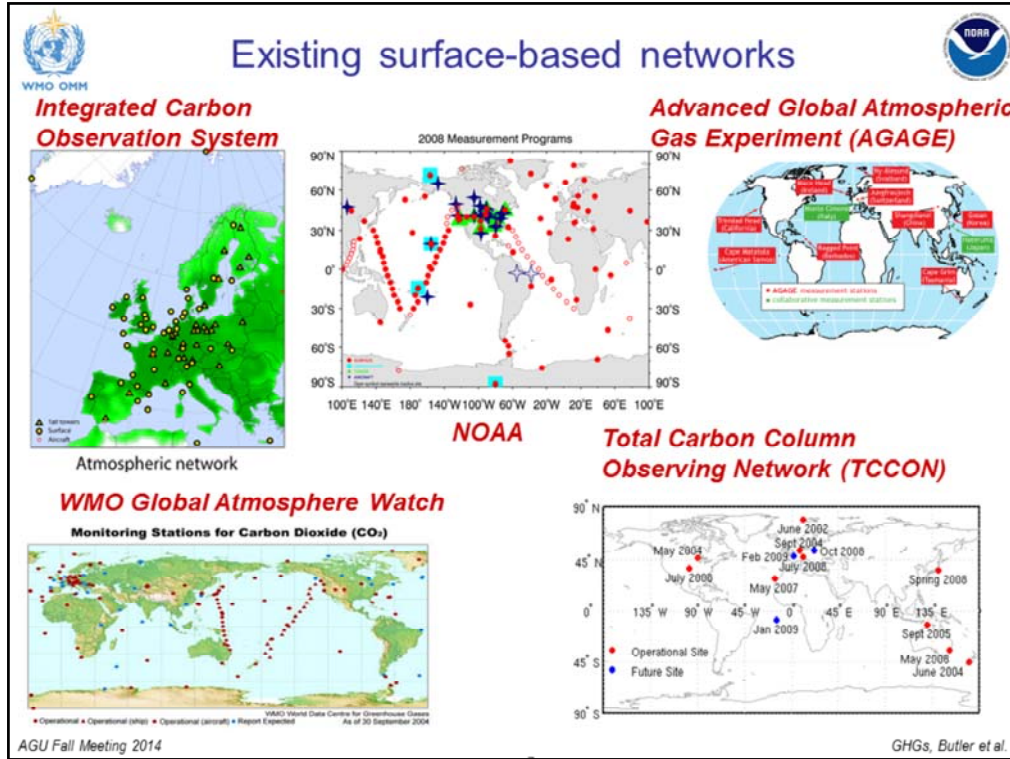 WMO OMM
Existing surface-based networks
NOAA
Integrated Carbon
Observation System
Tall towers
Surface
Aircraft
Atmospheric network
2008 Measurement Programs
90°N
60°N
30°N
0°
30°S
60°S
90°S
100°E 140°E 180° 140°W 100°W 60°W 20°W 20°E 60°E 100°E
SURFACE
TOWER
AIRCRAFT
NOAA
Advanced Global Atmospheric
Gas Experiment (AGAGE)
Ny Alesund
(Svalbard)
Mace Head
(Ireland)
Jungfraujoch
(Switzerland)
Monte Cimone
(Italy)
Trinidad Head
(California)
Shangdianzi
(China)
Gosan
(Korea)
Hateruma
(Japan)
Ragged Point
(Barbados)
Cape Matatula
(American Samoa)
Cape Grim
(Tasmania)
AGAGE measurement stations
collaborative measurement stations
WMO Global Atmosphere Watch
Monitoring Stations for Carbon Dioxide (CO₂)
WMO World Data Centre for Greenhouse Gases
Operational Operational (ship) Operational (aircraft) Report Expected As of 30 September 2004
Total Carbon Column
Observing Network (TCCON)
90° N
June 2002
Sept 2004
May 2004 Feb 2009 Oct 2008
45° N
July 2008
July 2008
May 2007
Spring 2008
0°
135° W 90° W 45° W 0° 45° E 90° E 135° E
Jan 2009
Sept 2005
Operational Site
May 2008
45° S
June 2004
Future Site
90° S
AGU Fall Meeting 2014
GHGs, Butler et al.